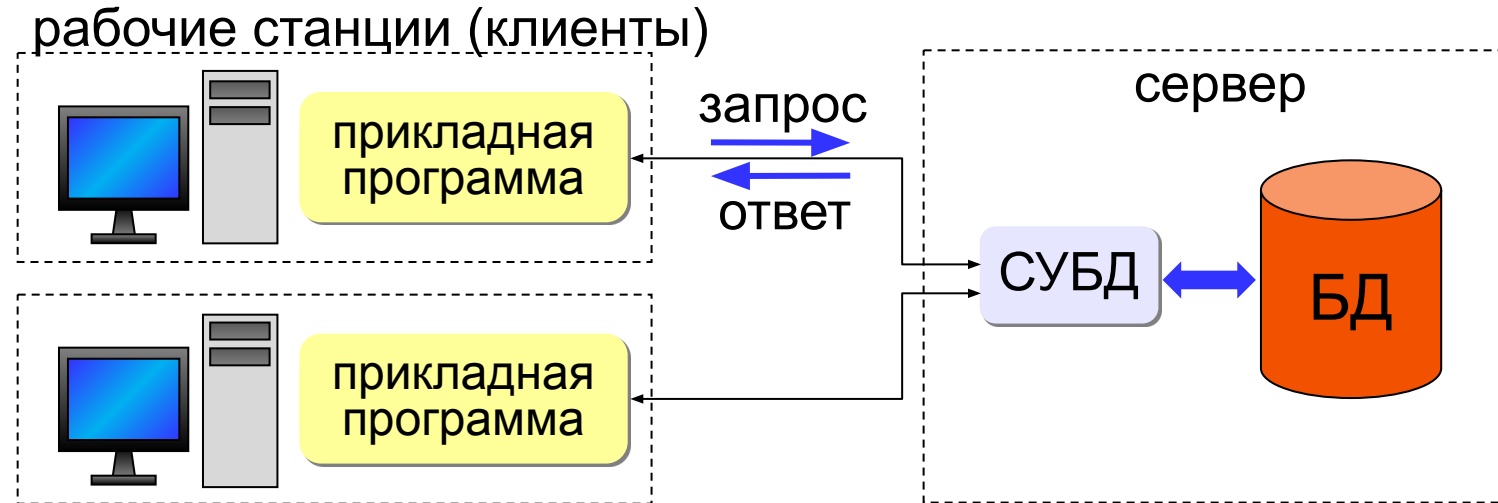 рабочие станции (клиенты)
прикладная
программа
запрос
ответ
сервер
СУБД
БД
прикладная
программа